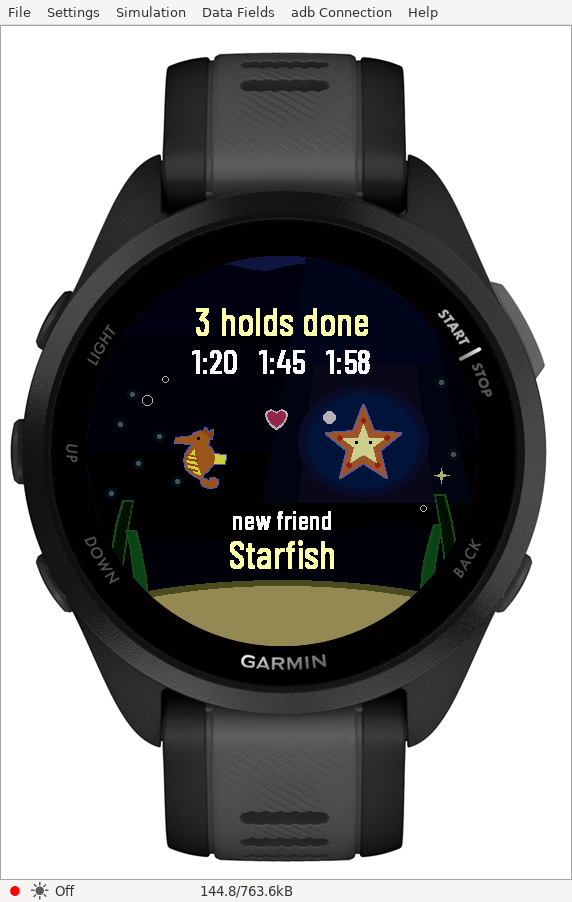 File Settings Simulation Data Fields adb Connection Help
LIGHT
START
STOP
3 holds done
1:20 1:45 1:58
UP
new friend
Starfish
DOWN
BACK
GARMIN
Off 144.8/763.6kB